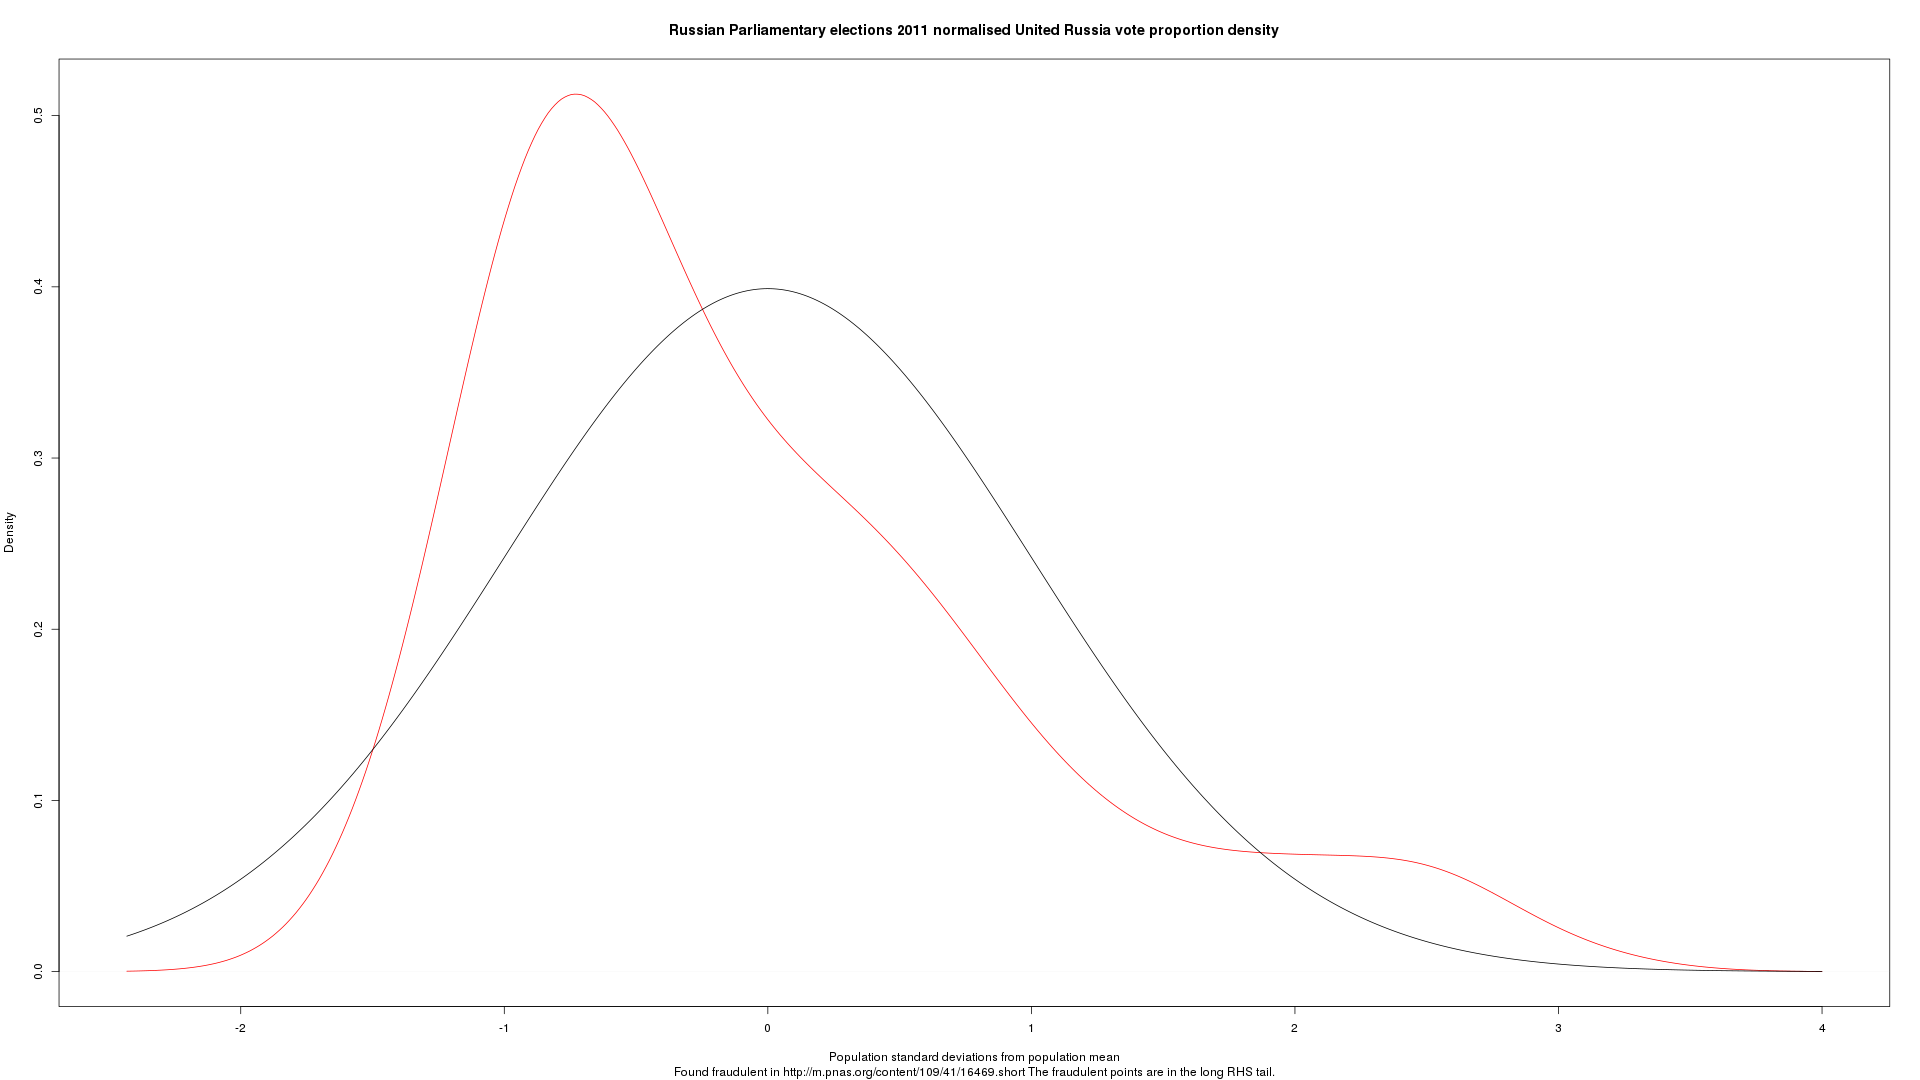 Russian Parliamentary elections 2011 normalised United Russia vote proportion density
0.5
0.4
0.3
0.2
0.1
0.0
Density
-2 -1 0 1 2 3 4
Population standard deviations from population mean
Found fraudulent in http://m.pnas.org/content/109/41/16469.short The fraudulent points are in the long RHS tail.